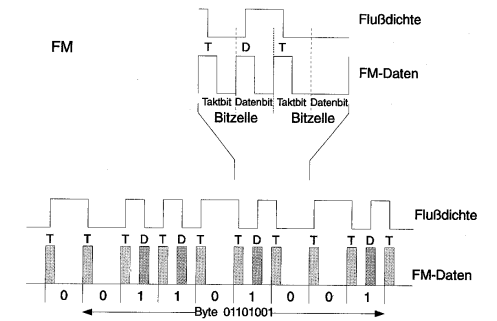 Flußdichte
FM
T D T
FM-Daten
Taktbit Datenbit Taktbit Datenbit
Bitzelle Bitzelle
Flußdichte
T T T D T D T T D T T D T
FM-Daten
0 0 1 1 0 1 0 0 1
Byte 01101001